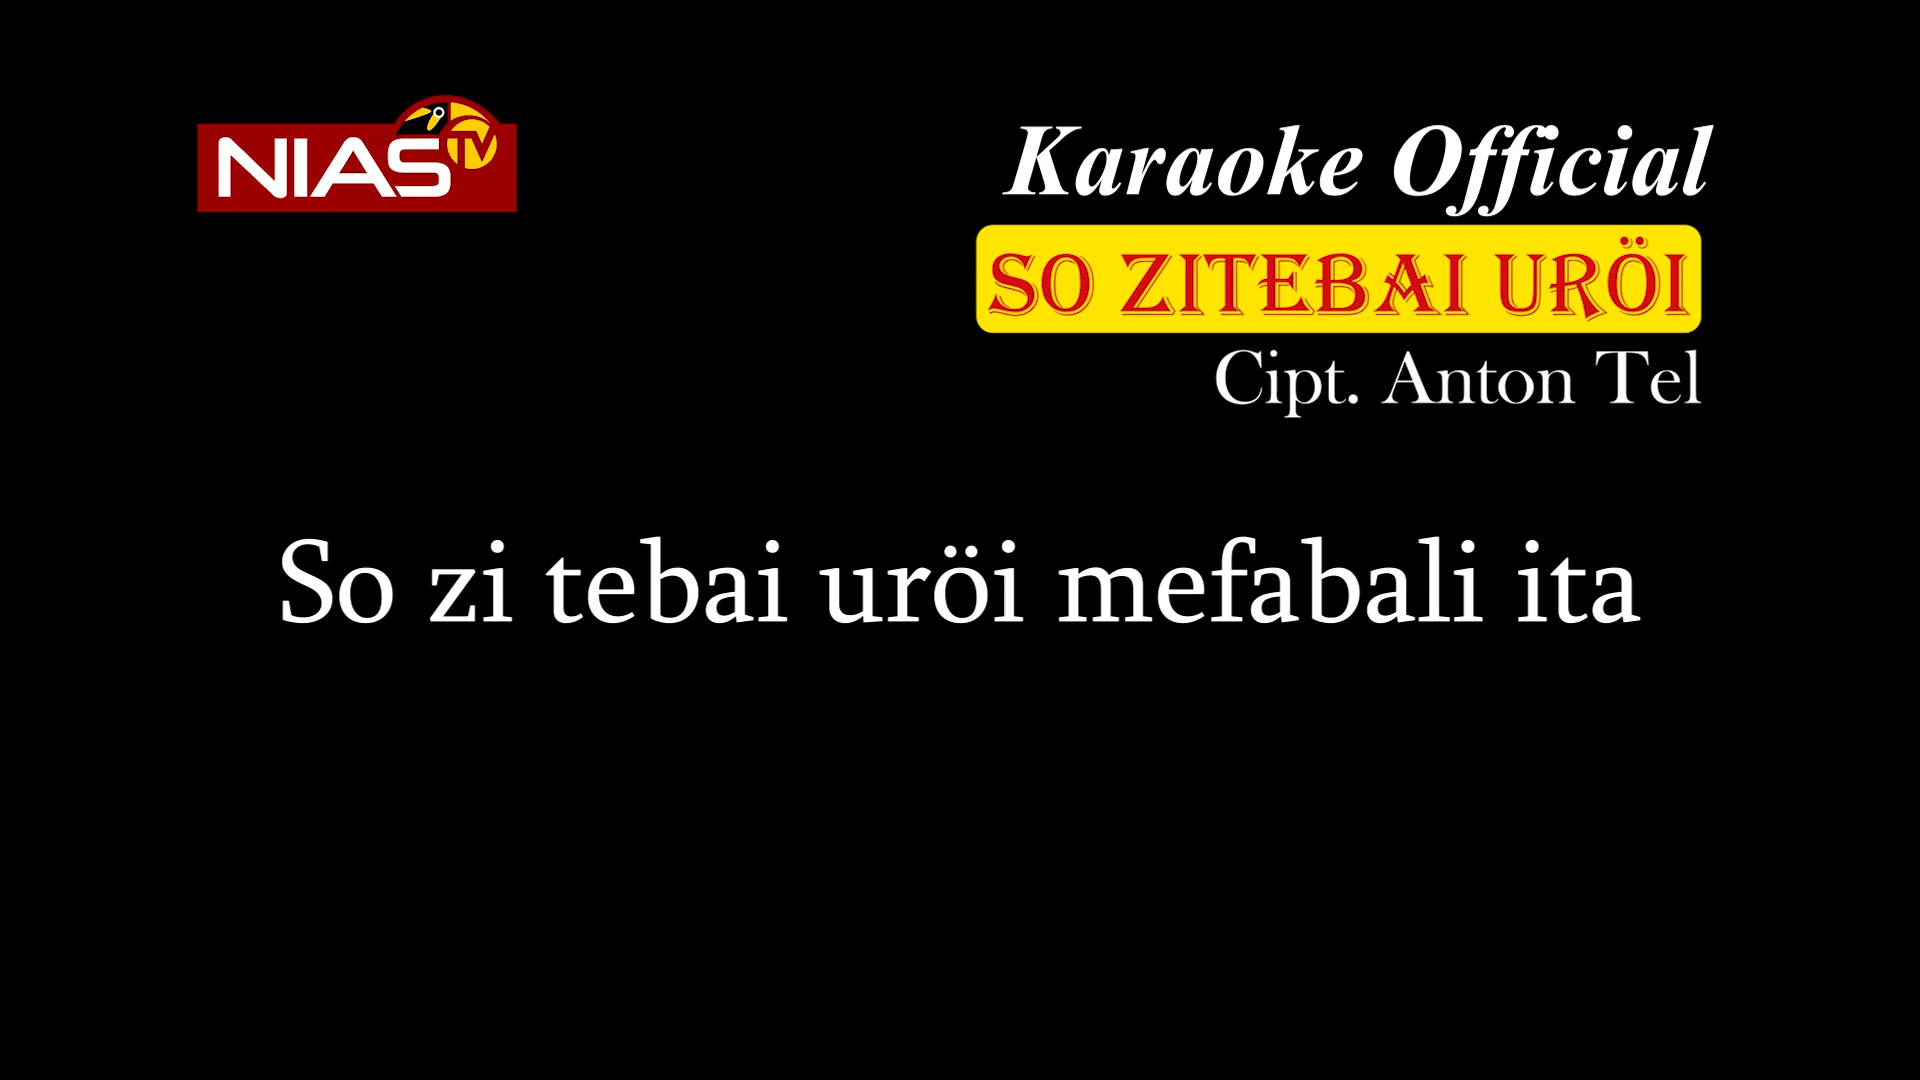 NIAS TV
Karaoke Official
SO ZITEBAI URÖI
Cipt. Anton Tel
So zi tebai uröi mefabali ita